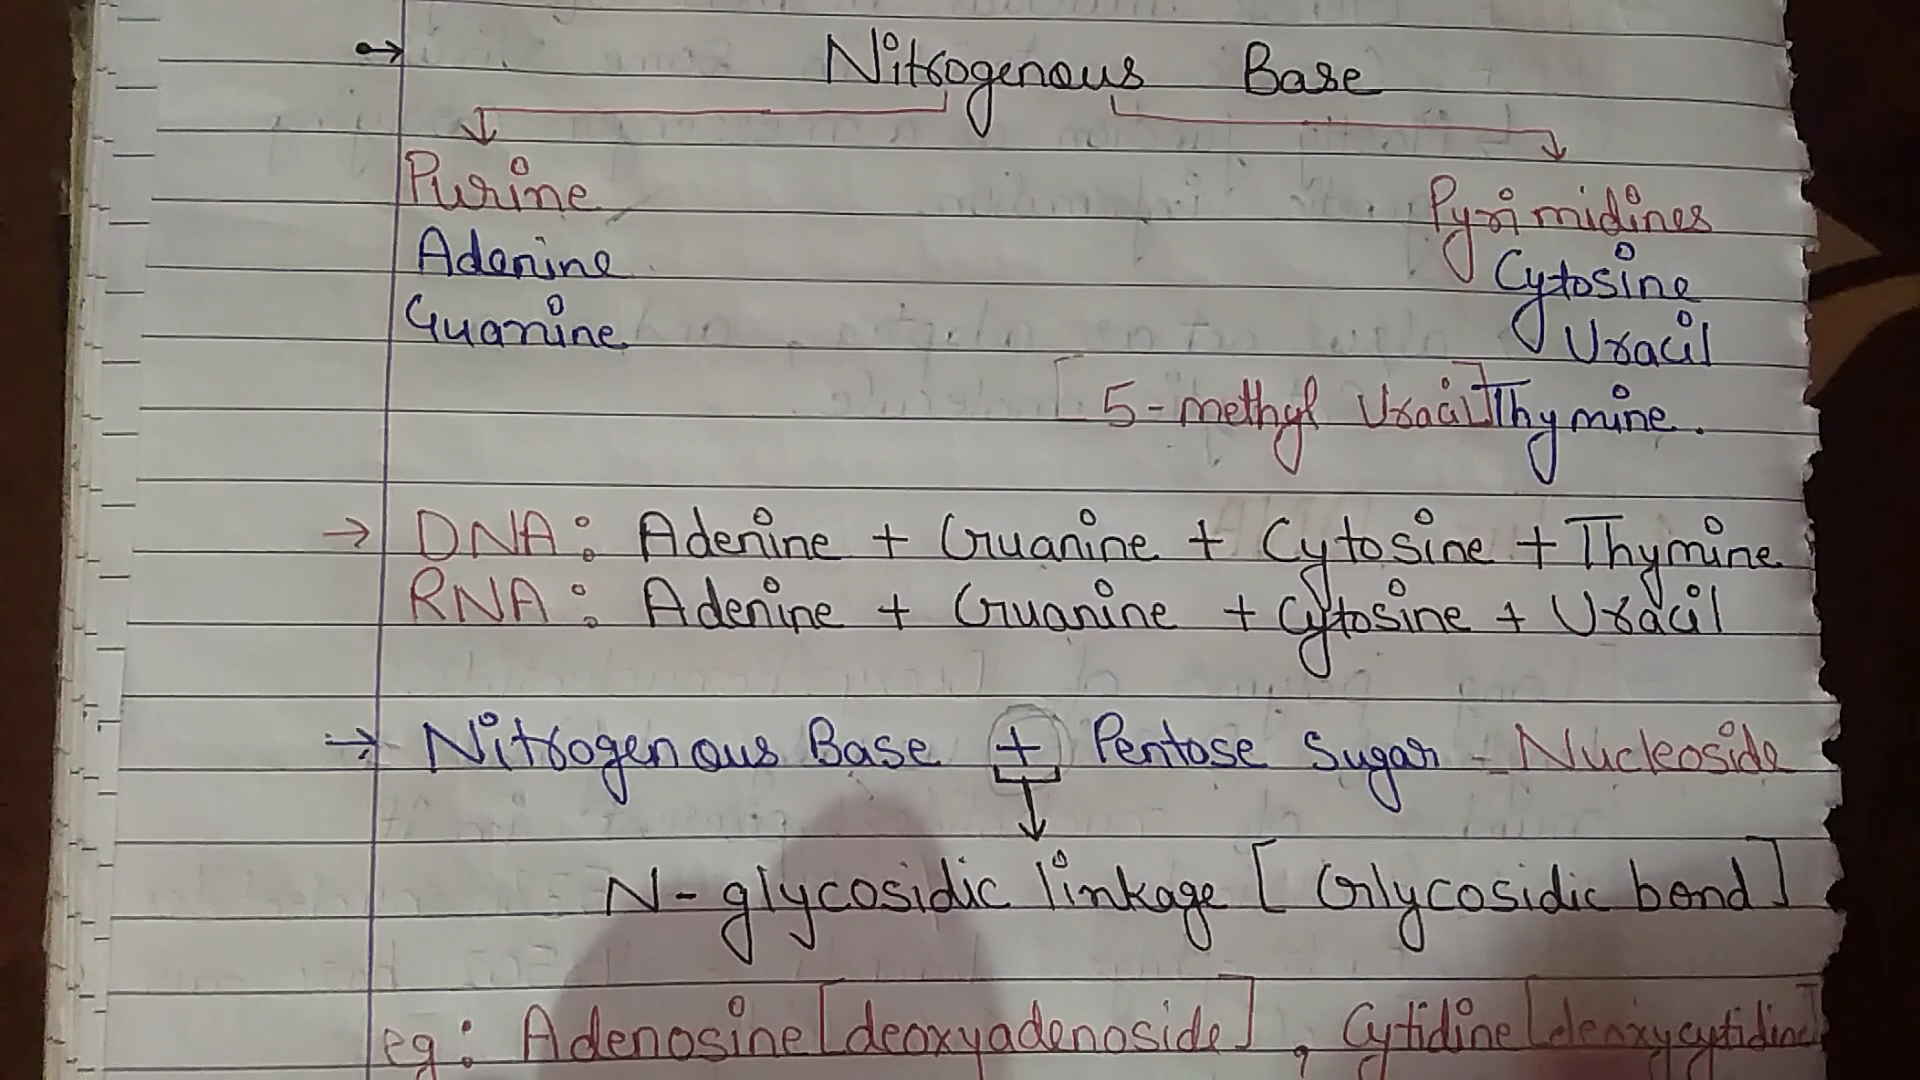 Nitrogenous Base
Purine
Pyrimidines
Adenine
Cytosine
Guanine
Uracil
[5-methyl Uracil] Thymine.
→ DNA: Adenine + Guanine + Cytosine + Thymine
RNA: Adenine + Guanine + Cytosine + Uracil
→ Nitrogenous Base + Pentose Sugar - Nucleoside
N-glycosidic linkage [Glycosidic bond]
eg: Adenosine [deoxyadenoside], Cytidine [deoxycytidine]